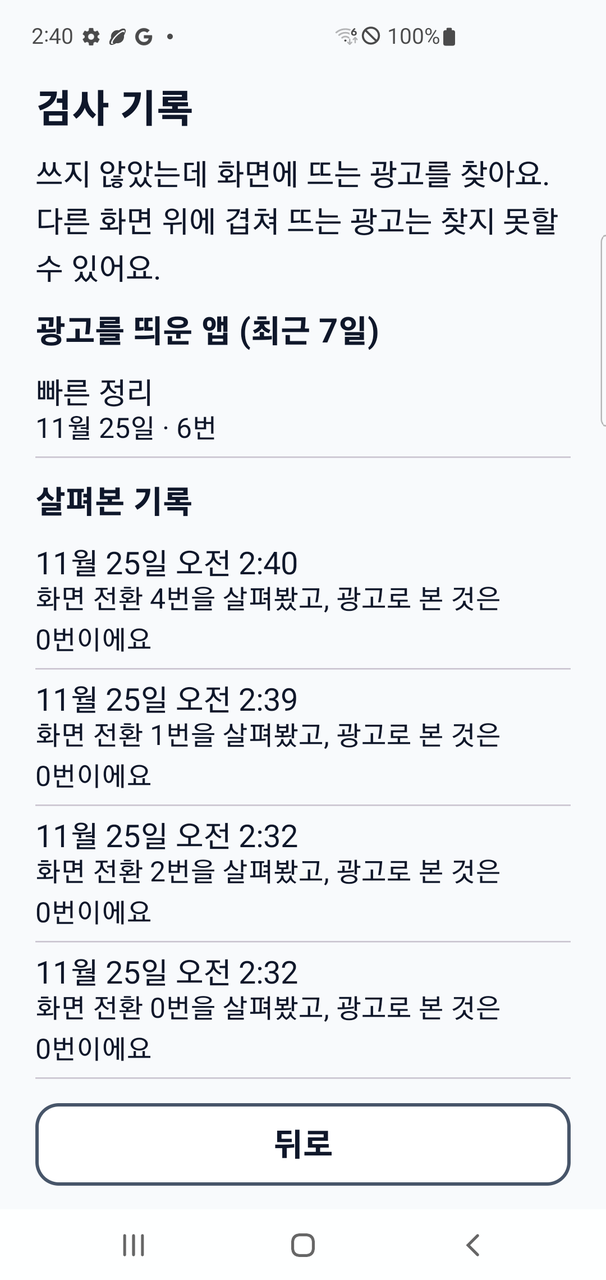 2:40
100%
검사 기록
쓰지 않았는데 화면에 뜨는 광고를 찾아요.
다른 화면 위에 겹쳐 뜨는 광고는 찾지 못할
수 있어요.
광고를 띄운 앱 (최근 7일)
빠른 정리
11월 25일 · 6번
살펴본 기록
11월 25일 오전 2:40
화면 전환 4번을 살펴봤고, 광고로 본 것은
0번이에요
11월 25일 오전 2:39
화면 전환 1번을 살펴봤고, 광고로 본 것은
0번이에요
11월 25일 오전 2:32
화면 전환 2번을 살펴봤고, 광고로 본 것은
0번이에요
11월 25일 오전 2:32
화면 전환 0번을 살펴봤고, 광고로 본 것은
0번이에요
뒤로